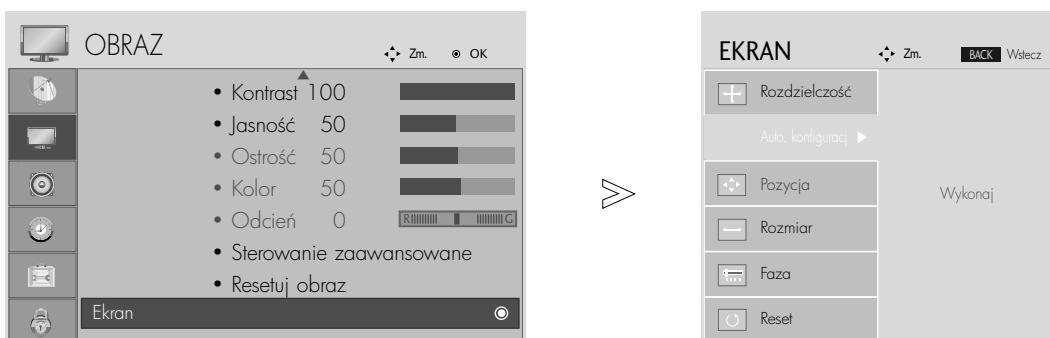 OBRAZ
Zm. OK
• Kontrast 100
• Jasność 50
• Ostrość 50
• Kolor 50
• Odcień 0 R G
• Sterowanie zaawansowane
• Resetuj obraz
Ekran
EKRAN
Zm. BACK Wstecz
Rozdzielczość
Auto. konfiguracj
Pozycja
Wykonaj
Rozmiar
Faza
Reset